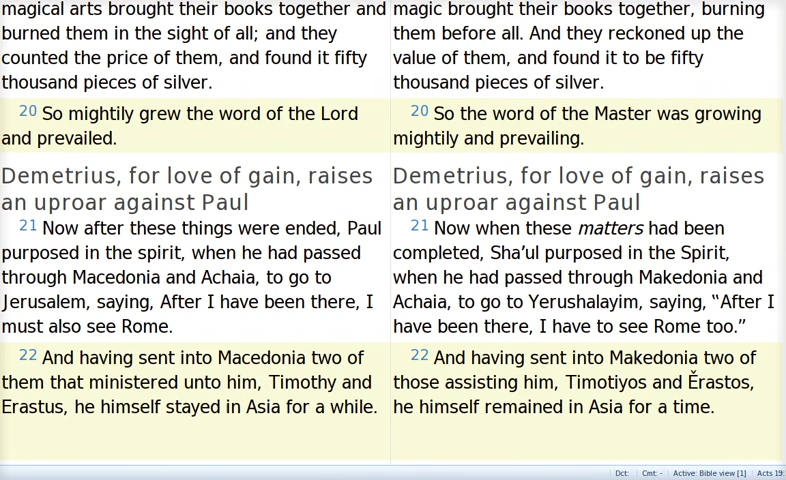 magical arts brought their books together and
burned them in the sight of all; and they
counted the price of them, and found it fifty
thousand pieces of silver.
20 So mightily grew the word of the Lord
and prevailed.
Demetrius, for love of gain, raises
an uproar against Paul
21 Now after these things were ended, Paul
purposed in the spirit, when he had passed
through Macedonia and Achaia, to go to
Jerusalem, saying, After I have been there, I
must also see Rome.
22 And having sent into Macedonia two of
them that ministered unto him, Timothy and
Erastus, he himself stayed in Asia for a while.
magic brought their books together, burning
them before all. And they reckoned up the
value of them, and found it to be fifty
thousand pieces of silver.
20 So the word of the Master was growing
mightily and prevailing.
Demetrius, for love of gain, raises
an uproar against Paul
21 Now when these matters had been
completed, Sha’ul purposed in the Spirit,
when he had passed through Makedonia and
Achaia, to go to Yerushalayim, saying, “After I
have been there, I have to see Rome too.”
22 And having sent into Makedonia two of
those assisting him, Timotiyos and Ěrastos,
he himself remained in Asia for a time.
Dct: Cmt: - Active: Bible view [1] Acts 19: